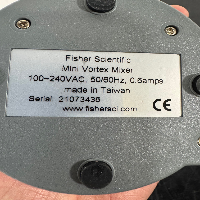 Fisher Scientific
Mini Vortex Mixer
100-240VAC, 50/60Hz, 0.6amps
made in Taiwan
Serial: 21073436
www.fishersci.com
CE